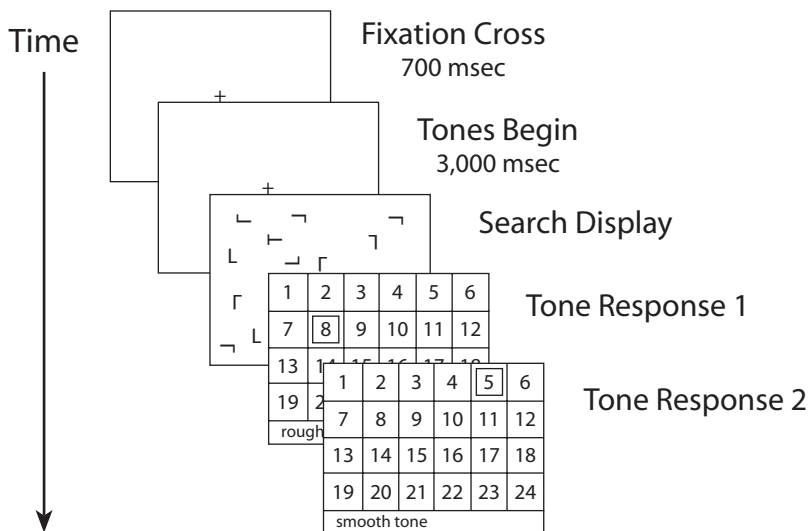 Time
Fixation Cross
700 msec
+
Tones Begin
3,000 msec
+
Search Display
L
L
Tone Response 1
1 2 3 4 5 6
7 8 9 10 11 12
13
19
rough
Tone Response 2
1 2 3 4 5 6
7 8 9 10 11 12
13 14 15 16 17 18
19 20 21 22 23 24
smooth tone